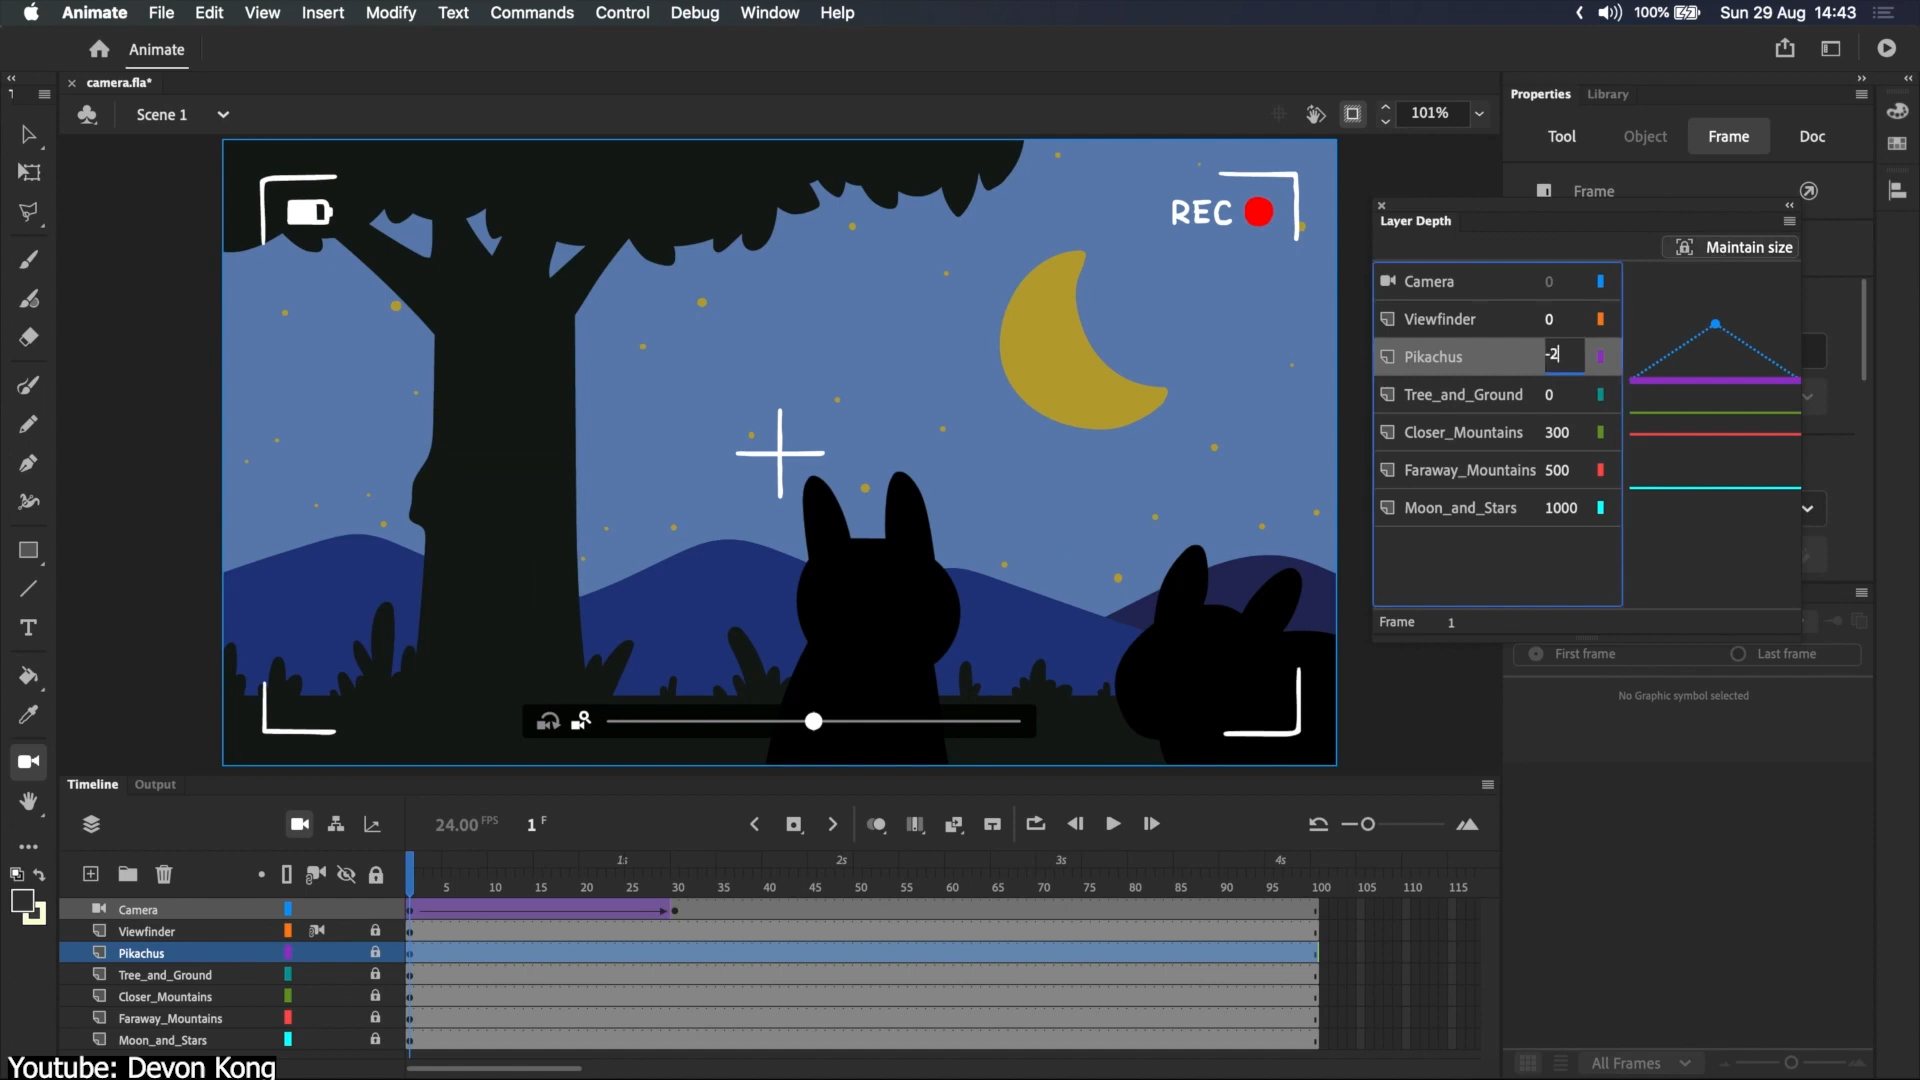 Animate File Edit View Insert Modify Text Commands Control Debug Window Help 100% Sun 29 Aug 14:43
Animate
camera.fla*
Scene 1 101%
Properties Library
Tool Object Frame Doc
Frame
REC
Layer Depth
Maintain size
Camera 0
Viewfinder 0
Pikachus -2
Tree_and_Ground 0
Closer_Mountains 300
Faraway_Mountains 500
Moon_and_Stars 1000
Frame 1
First frame Last frame
No Graphic symbol selected
Timeline Output
24.00 FPS 1 F
1s 2s 3s 4s
5 10 15 20 25 30 35 40 45 50 55 60 65 70 75 80 85 90 95 100 105 110 115
Camera
Viewfinder
Pikachus
Tree_and_Ground
Closer_Mountains
Faraway_Mountains
Moon_and_Stars
All Frames
Youtube: Devon Kong